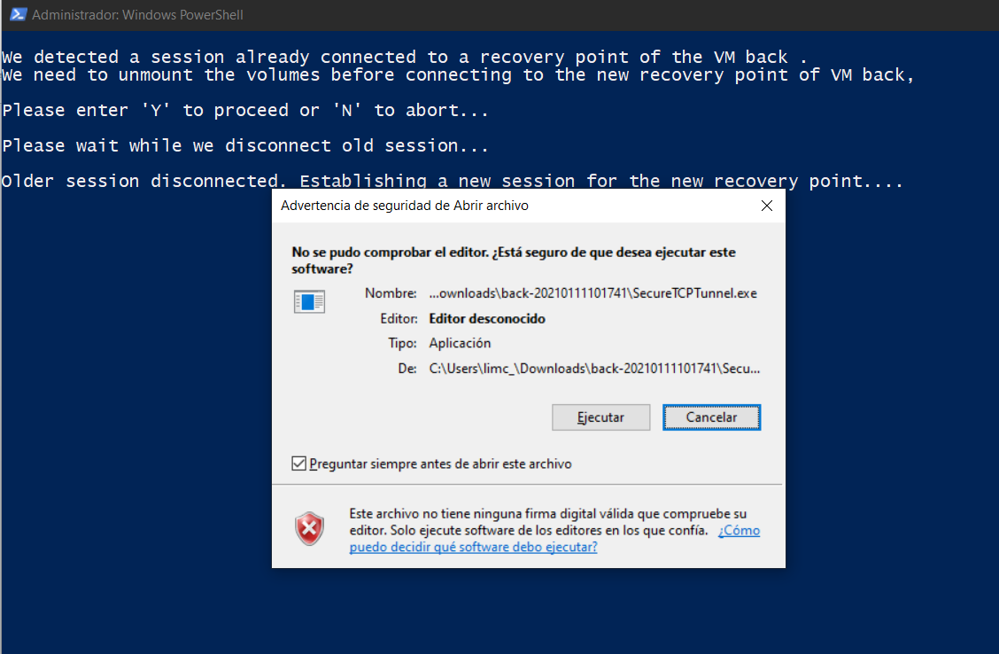 Administrador: Windows PowerShell
We detected a session already connected to a recovery point of the VM back .
We need to unmount the volumes before connecting to the new recovery point of VM back,
Please enter 'Y' to proceed or 'N' to abort...
Please wait while we disconnect old session...
Older session disconnected. Establishing a new session for the new recovery point....
Advertencia de seguridad de Abrir archivo
No se pudo comprobar el editor. ¿Está seguro de que desea ejecutar este
software?
Nombre: ...ownloads\back-20210111101741\SecureTCPTunnel.exe
Editor: Editor desconocido
Tipo: Aplicación
De: C:\Users\limc_\Downloads\back-20210111101741\Secu...
Ejecutar Cancelar
Preguntar siempre antes de abrir este archivo
Este archivo no tiene ninguna firma digital válida que compruebe su
editor. Solo ejecute software de los editores en los que confía. ¿Cómo
puedo decidir qué software debo ejecutar?